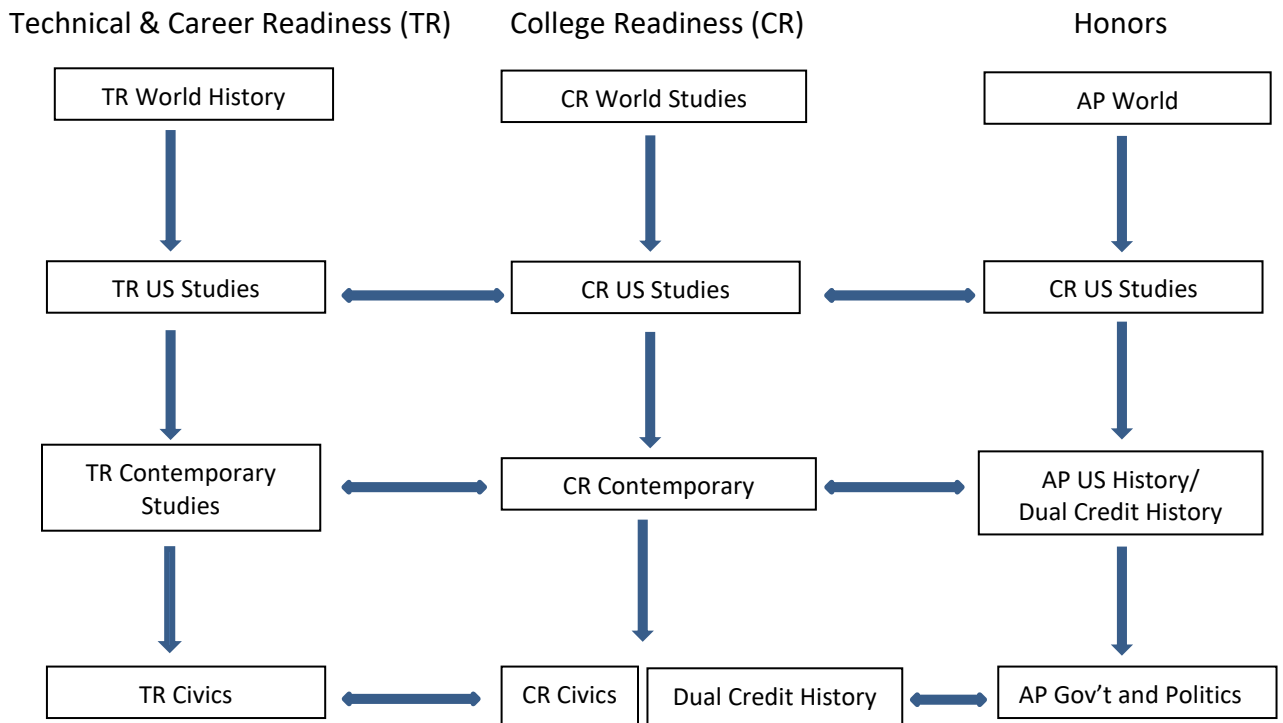 Technical & Career Readiness (TR)
College Readiness (CR)
Honors
TR World History
CR World Studies
AP World
TR US Studies
CR US Studies
CR US Studies
TR Contemporary
Studies
CR Contemporary
AP US History/
Dual Credit History
TR Civics
CR Civics
Dual Credit History
AP Gov’t and Politics